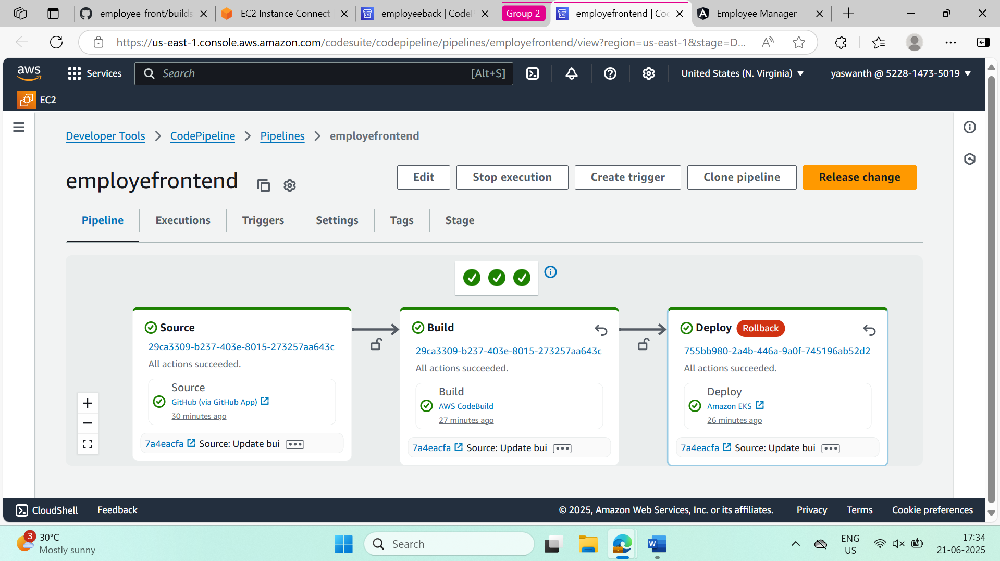 employee-front/builds
EC2 Instance Connect
employeeback | CodeP
Group 2
employefrontend | Coc
Employee Manager
https://us-east-1.console.aws.amazon.com/codesuite/codepipeline/pipelines/employefrontend/view?region=us-east-1&stage=D...
aws
Services
Search
[Alt+S]
United States (N. Virginia)
yaswanth @ 5228-1473-5019
EC2
Developer Tools
CodePipeline
Pipelines
employefrontend
employefrontend
Edit
Stop execution
Create trigger
Clone pipeline
Release change
Pipeline
Executions
Triggers
Settings
Tags
Stage
Source
29ca3309-b237-403e-8015-273257aa643c
All actions succeeded.
Source
GitHub (via GitHub App)
30 minutes ago
7a4eacfa Source: Update bui
Build
29ca3309-b237-403e-8015-273257aa643c
All actions succeeded.
Build
AWS CodeBuild
27 minutes ago
7a4eacfa Source: Update bui
Deploy Rollback
755bb980-2a4b-446a-9a0f-745196ab52d2
All actions succeeded.
Deploy
Amazon EKS
26 minutes ago
7a4eacfa Source: Update bui
CloudShell
Feedback
© 2025, Amazon Web Services, Inc. or its affiliates.
Privacy
Terms
Cookie preferences
3
30°C
Mostly sunny
Search
W
ENG
US
17:34
21-06-2025